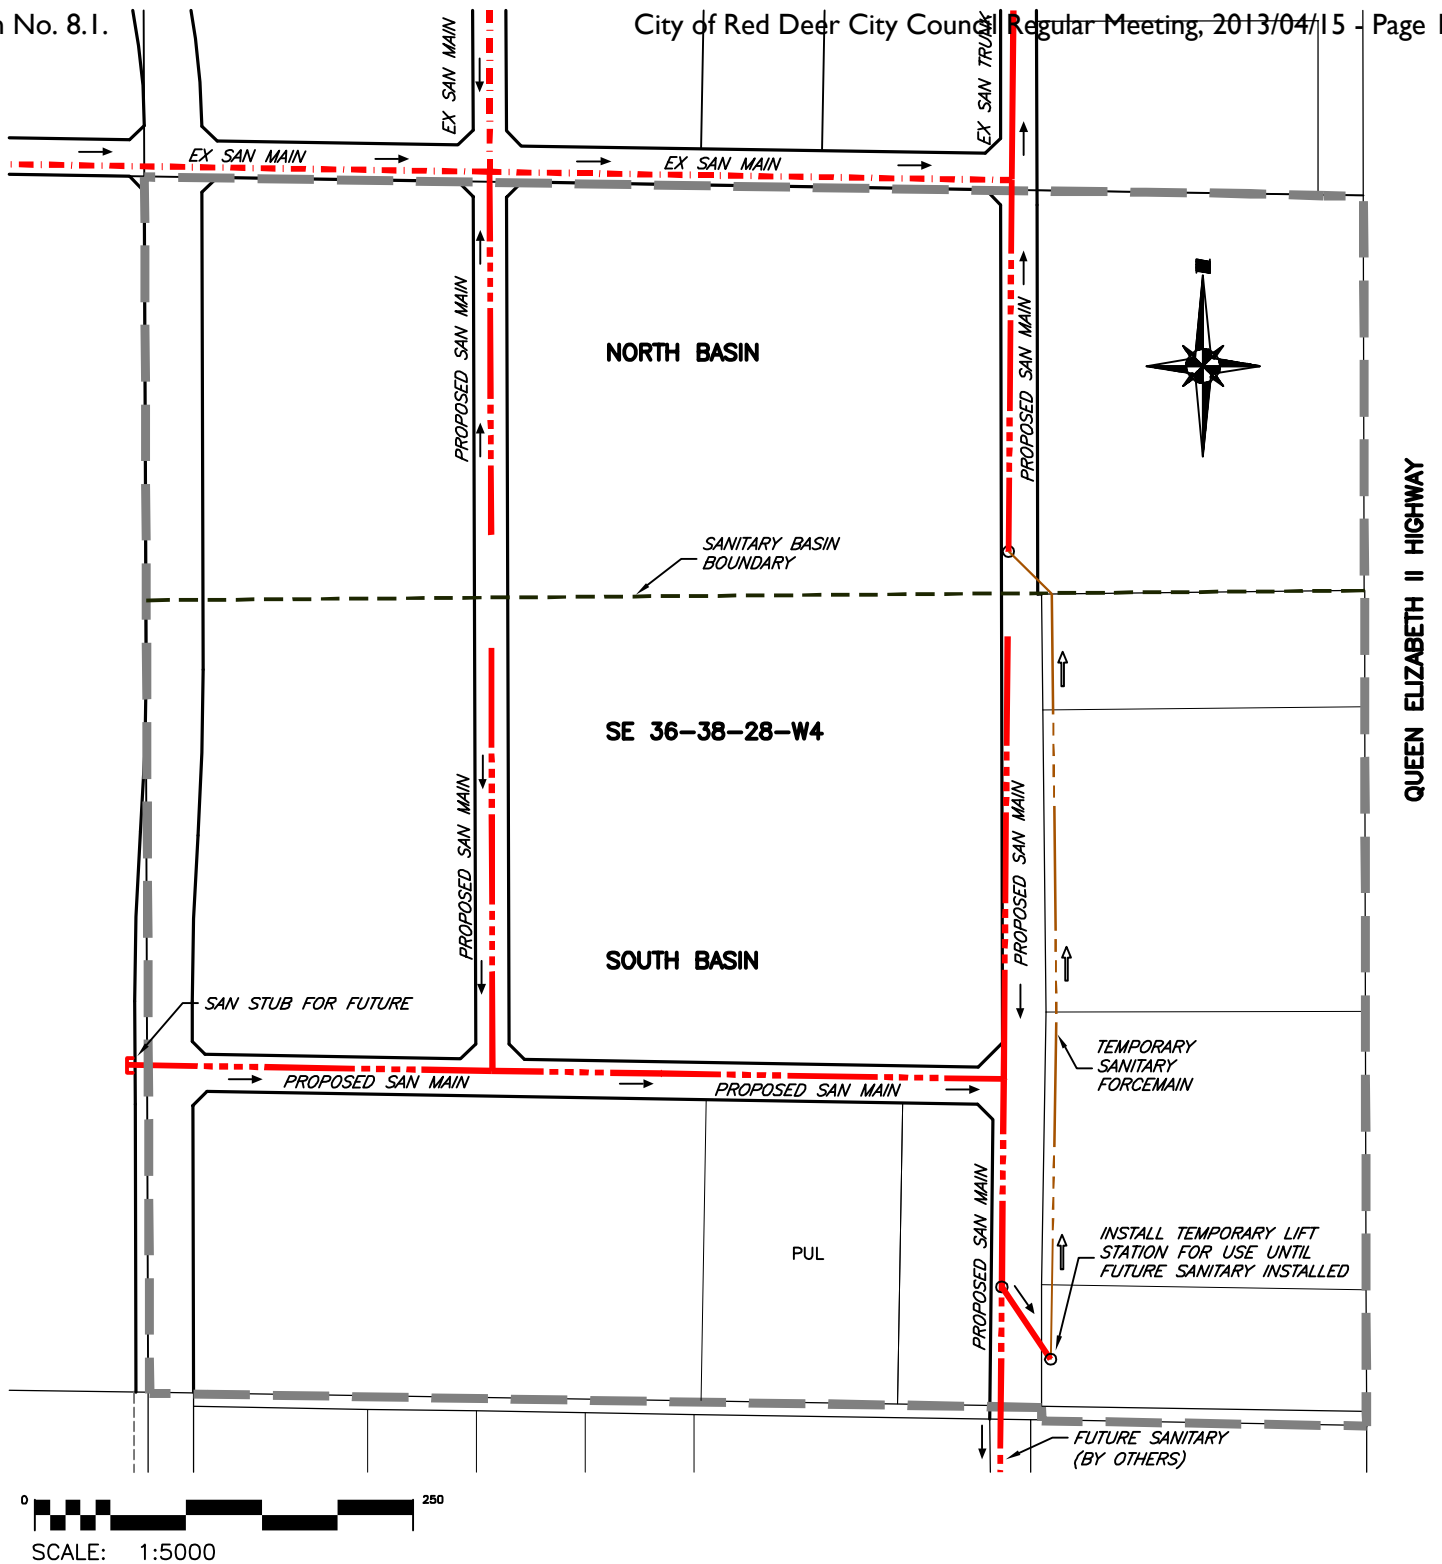 n No. 8.1.
City of Red Deer City Council Regular Meeting, 2013/04/15 - Page 1
EX SAN MAIN
EX SAN TRUNK
EX SAN MAIN
EX SAN MAIN
PROPOSED SAN MAIN
PROPOSED SAN MAIN
NORTH BASIN
QUEEN ELIZABETH II HIGHWAY
SANITARY BASIN
BOUNDARY
SE 36-38-28-W4
PROPOSED SAN MAIN
PROPOSED SAN MAIN
SOUTH BASIN
SAN STUB FOR FUTURE
TEMPORARY
SANITARY
FORCEMAIN
PROPOSED SAN MAIN
PROPOSED SAN MAIN
PROPOSED SAN MAIN
PUL
INSTALL TEMPORARY LIFT
STATION FOR USE UNTIL
FUTURE SANITARY INSTALLED
FUTURE SANITARY
(BY OTHERS)
0 250
SCALE: 1:5000